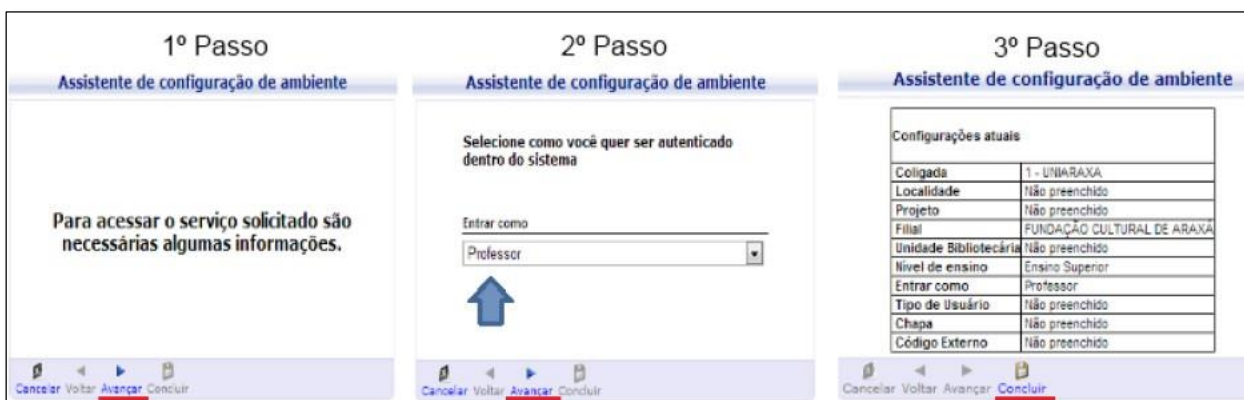 1º Passo
Assistente de configuração de ambiente
Para acessar o serviço solicitado são
necessárias algumas informações.
Cancelar Voltar Avançar Concluir
2º Passo
Assistente de configuração de ambiente
Selecione como você quer ser autenticado
dentro do sistema
Entrar como
Professor
Cancelar Voltar Avançar Concluir
3º Passo
Assistente de configuração de ambiente
Configurações atuais
Coligada 1 - UNIARAXA
Localidade Não preenchido
Projeto Não preenchido
Filial FUNDAÇÃO CULTURAL DE ARAXÁ
Unidade Bibliotecária Não preenchido
Nível de ensino Ensino Superior
Entrar como Professor
Tipo de Usuário Não preenchido
Chapa Não preenchido
Código Externo Não preenchido
Cancelar Voltar Avançar Concluir